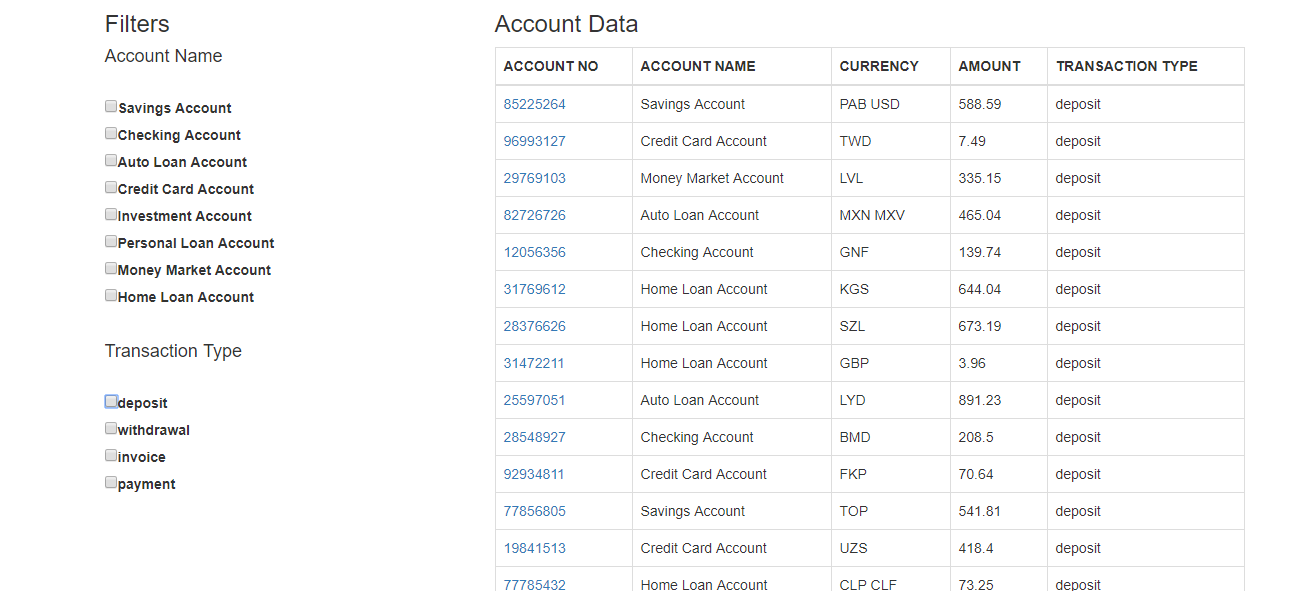 Filters
Account Name
Savings Account
Checking Account
Auto Loan Account
Credit Card Account
Investment Account
Personal Loan Account
Money Market Account
Home Loan Account
Transaction Type
deposit
withdrawal
invoice
payment
Account Data
ACCOUNT NO ACCOUNT NAME CURRENCY AMOUNT TRANSACTION TYPE
85225264 Savings Account PAB USD 588.59 deposit
96993127 Credit Card Account TWD 7.49 deposit
29769103 Money Market Account LVL 335.15 deposit
82726726 Auto Loan Account MXN MXV 465.04 deposit
12056356 Checking Account GNF 139.74 deposit
31769612 Home Loan Account KGS 644.04 deposit
28376626 Home Loan Account SZL 673.19 deposit
31472211 Home Loan Account GBP 3.96 deposit
25597051 Auto Loan Account LYD 891.23 deposit
28548927 Checking Account BMD 208.5 deposit
92934811 Credit Card Account FKP 70.64 deposit
77856805 Savings Account TOP 541.81 deposit
19841513 Credit Card Account UZS 418.4 deposit
77785432 Home Loan Account CLP CLF 73.25 deposit